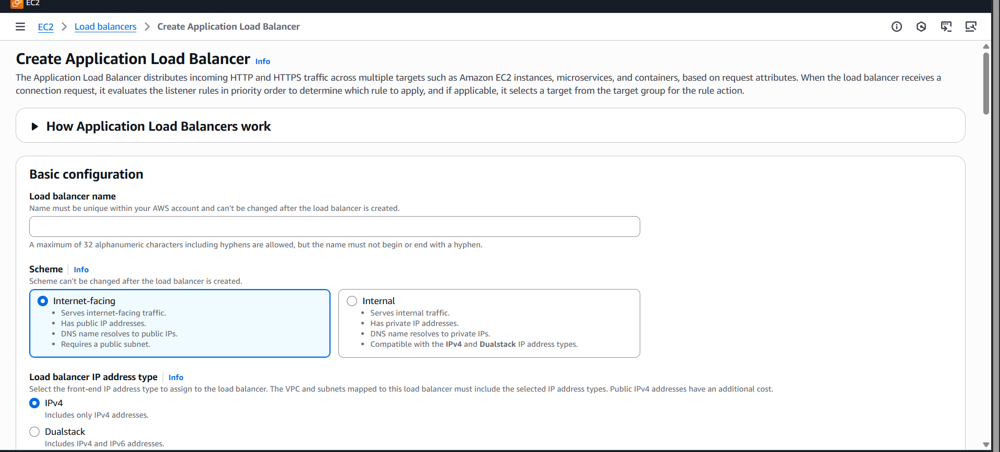 EC2
EC2 > Load balancers > Create Application Load Balancer
Create Application Load Balancer Info
The Application Load Balancer distributes incoming HTTP and HTTPS traffic across multiple targets such as Amazon EC2 instances, microservices, and containers, based on request attributes. When the load balancer receives a
connection request, it evaluates the listener rules in priority order to determine which rule to apply, and if applicable, it selects a target from the target group for the rule action.
How Application Load Balancers work
Basic configuration
Load balancer name
Name must be unique within your AWS account and can't be changed after the load balancer is created.
A maximum of 32 alphanumeric characters including hyphens are allowed, but the name must not begin or end with a hyphen.
Scheme Info
Scheme can't be changed after the load balancer is created.
Internet-facing
• Serves internet-facing traffic.
• Has public IP addresses.
• DNS name resolves to public IPs.
• Requires a public subnet.
Internal
• Serves internal traffic.
• Has private IP addresses.
• DNS name resolves to private IPs.
• Compatible with the IPv4 and Dualstack IP address types.
Load balancer IP address type Info
Select the front-end IP address type to assign to the load balancer. The VPC and subnets mapped to this load balancer must include the selected IP address types. Public IPv4 addresses have an additional cost.
IPv4
Includes only IPv4 addresses.
Dualstack
Includes IPv4 and IPv6 addresses.